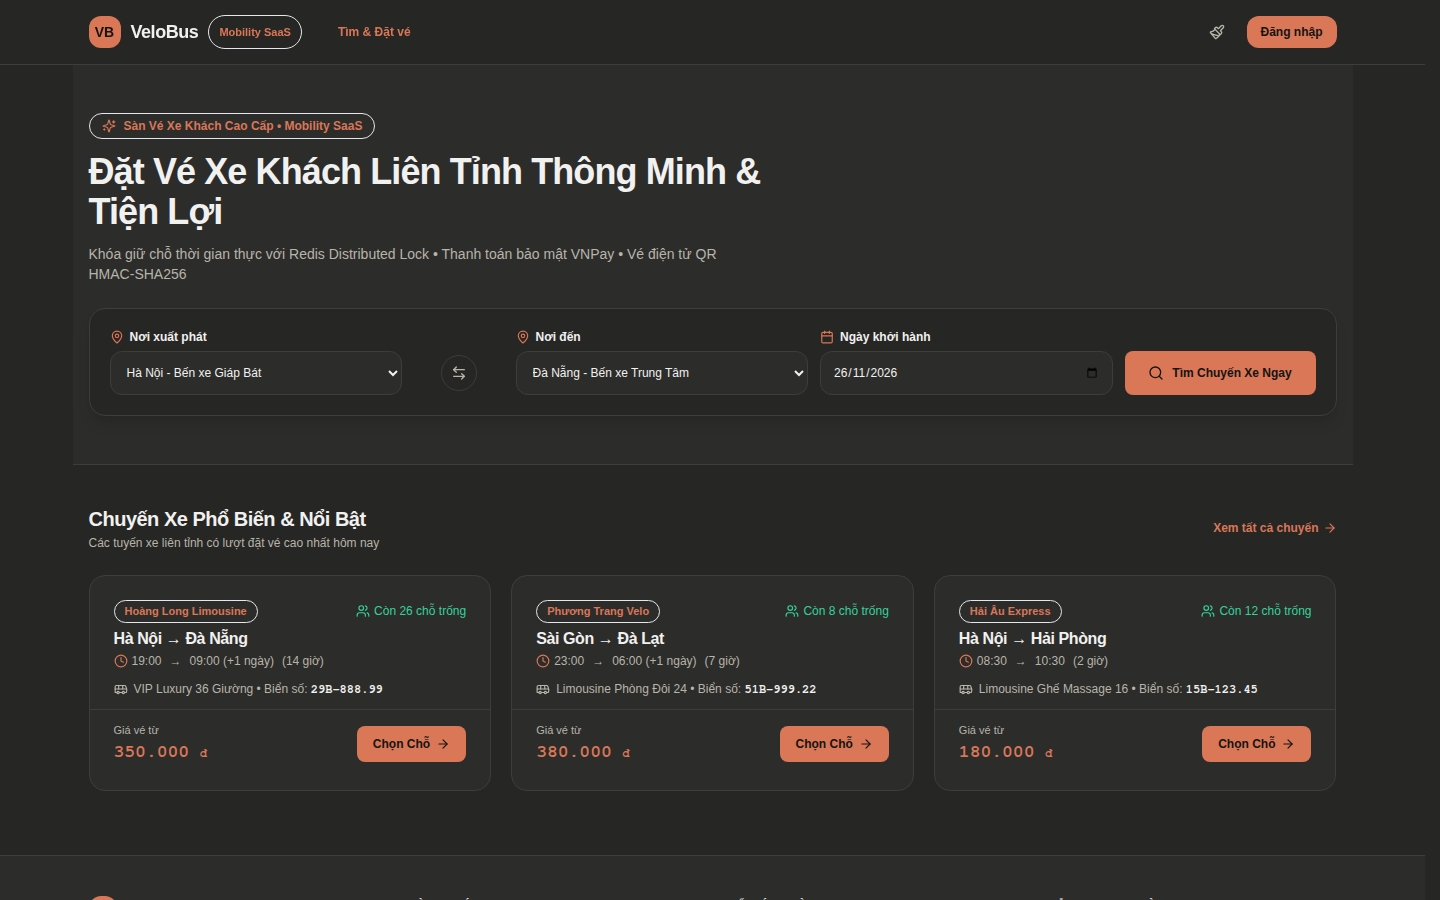 VB VeloBus Mobility SaaS Tìm & Đặt vé Đăng nhập
Sàn Vé Xe Khách Cao Cấp • Mobility SaaS
Đặt Vé Xe Khách Liên Tỉnh Thông Minh &
Tiện Lợi
Khóa giữ chỗ thời gian thực với Redis Distributed Lock • Thanh toán bảo mật VNPay • Vé điện tử QR
HMAC-SHA256
Nơi xuất phát Nơi đến Ngày khởi hành
Hà Nội - Bến xe Giáp Bát Đà Nẵng - Bến xe Trung Tâm 26/11/2026 Tìm Chuyến Xe Ngay
Chuyến Xe Phổ Biến & Nổi Bật
Các tuyến xe liên tỉnh có lượt đặt vé cao nhất hôm nay
Xem tất cả chuyến →
Hoàng Long Limousine Còn 26 chỗ trống
Hà Nội → Đà Nẵng
19:00 → 09:00 (+1 ngày) (14 giờ)
VIP Luxury 36 Giường • Biển số: 29B-888.99
Giá vé từ
350.000 đ
Chọn Chỗ →
Phương Trang Velo Còn 8 chỗ trống
Sài Gòn → Đà Lạt
23:00 → 06:00 (+1 ngày) (7 giờ)
Limousine Phòng Đôi 24 • Biển số: 51B-999.22
Giá vé từ
380.000 đ
Chọn Chỗ →
Hải Âu Express Còn 12 chỗ trống
Hà Nội → Hải Phòng
08:30 → 10:30 (2 giờ)
Limousine Ghế Massage 16 • Biển số: 15B-123.45
Giá vé từ
180.000 đ
Chọn Chỗ →